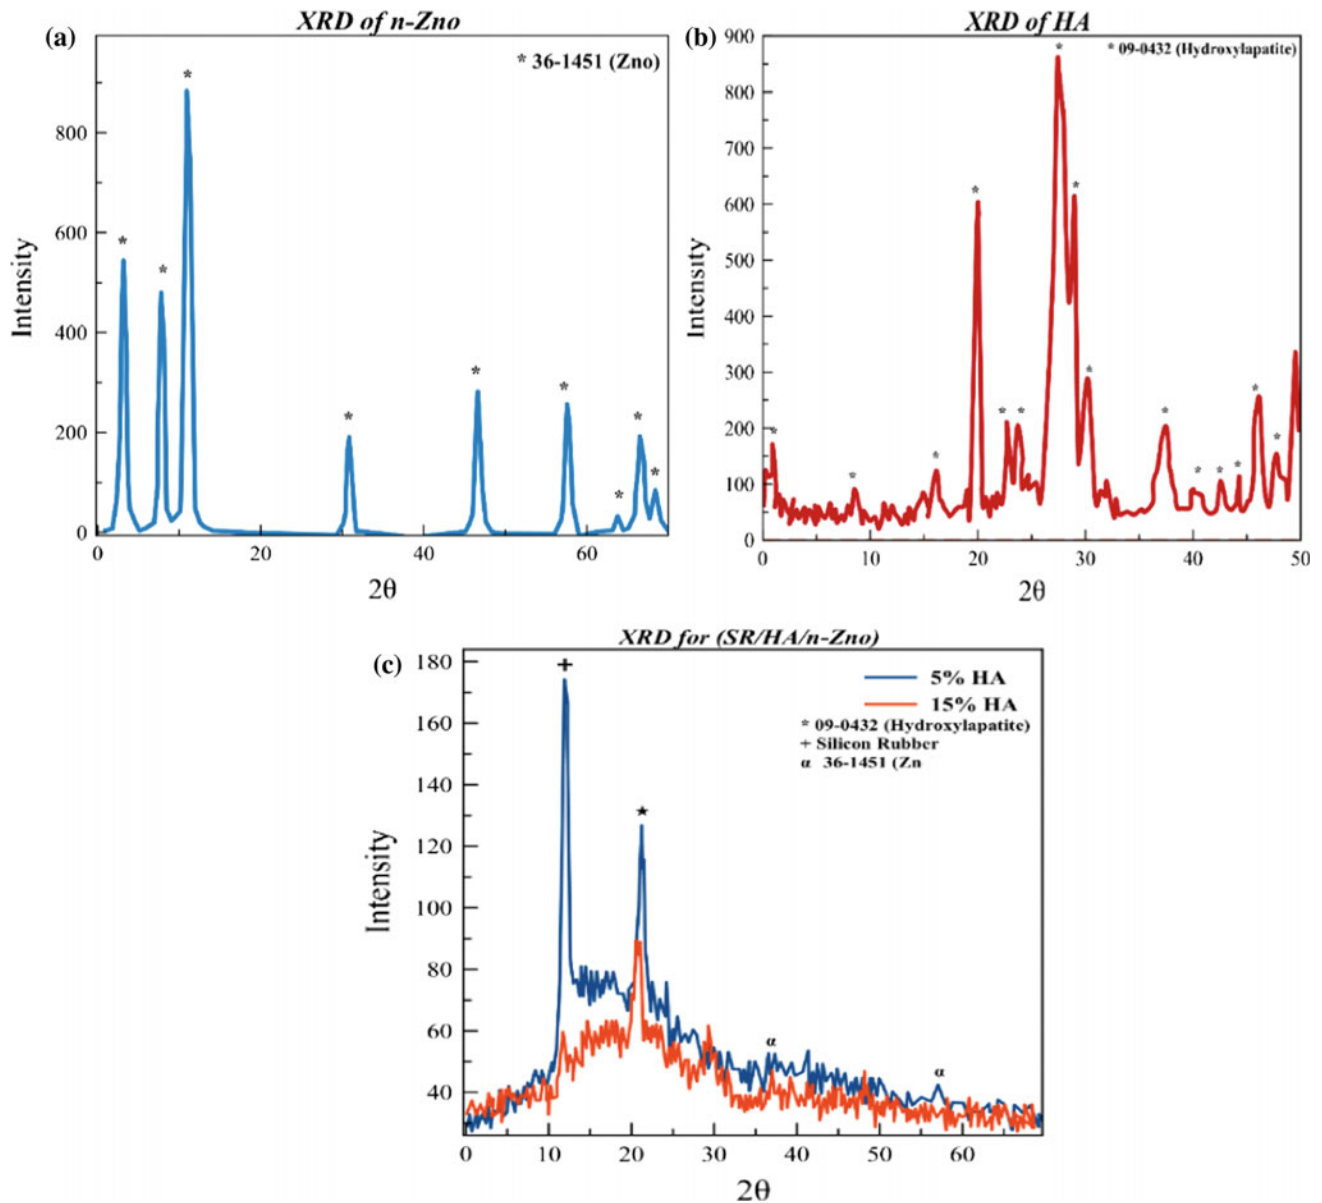 XRD of n-Zno
(a)
* 36-1451 (Zno)
800
600
400
200
0
Intensity
0 20 40 60
2θ
XRD of HA
(b)
* 09-0432 (Hydroxylapatite)
900
800
700
600
500
400
300
200
100
0
Intensity
0 10 20 30 40 50
2θ
XRD for (SR/HA/n-Zno)
(c)
5% HA
15% HA
* 09-0432 (Hydroxylapatite)
+ Silicon Rubber
α 36-1451 (Zn
180
160
140
120
100
80
60
40
Intensity
+
α
α
0 10 20 30 40 50 60
2θ